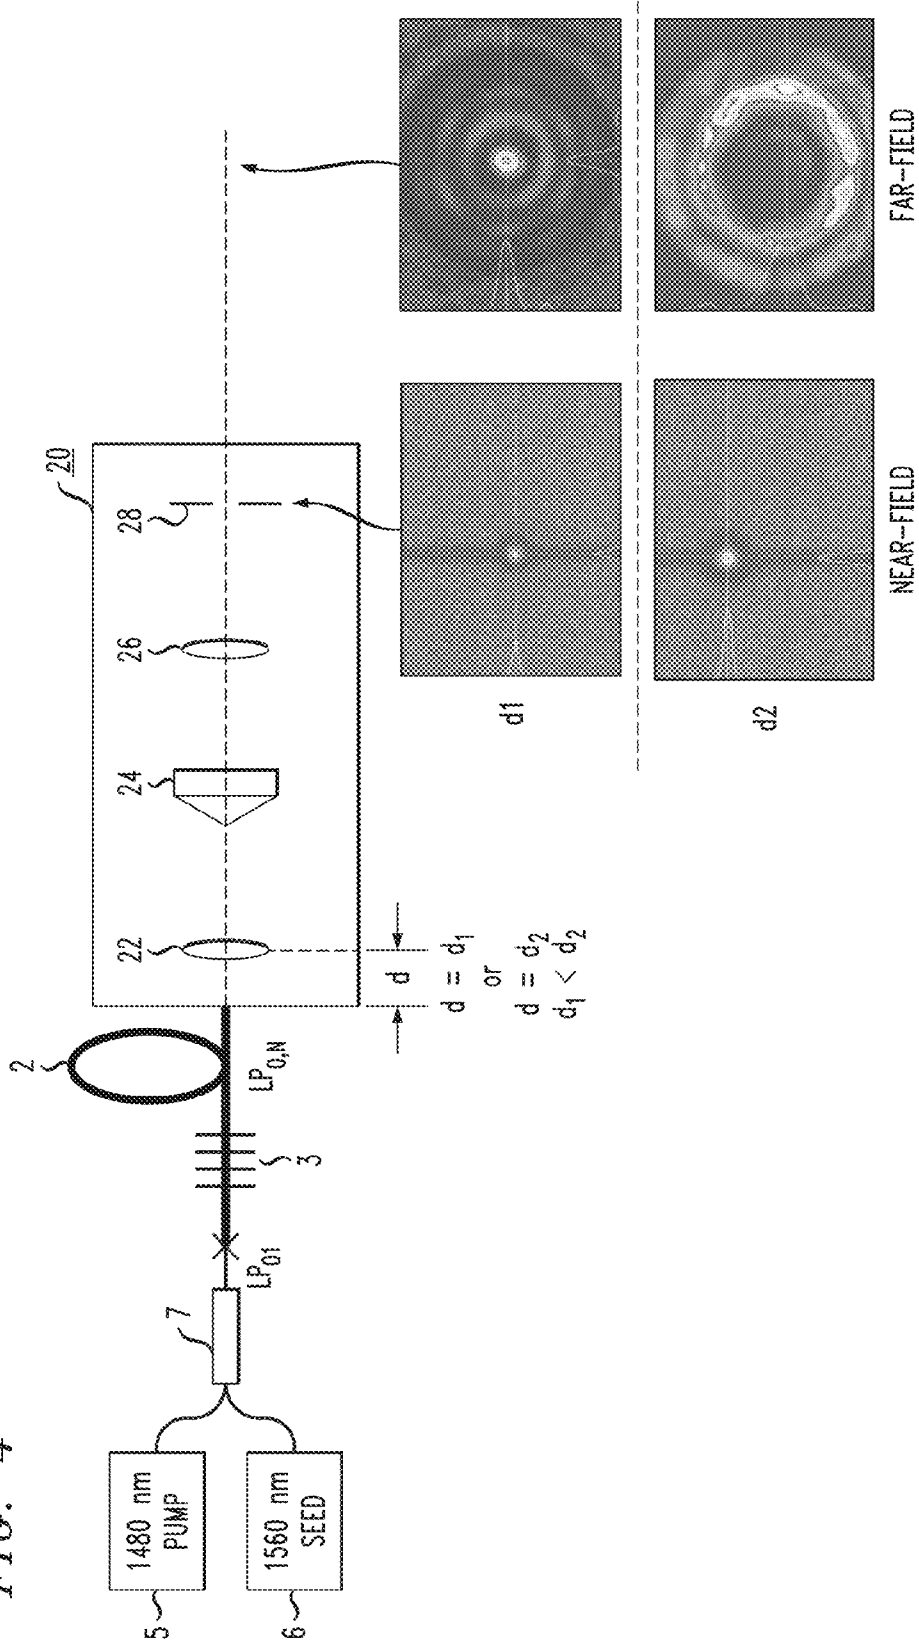 FIG. 4
5
1480 nm
PUMP
6
1560 nm
SEED
7
LP01
3
2
LP0,N
20
22
24
26
28
d
d = d1
or
d = d2
d1 < d2
d1
d2
NEAR-FIELD
FAR-FIELD